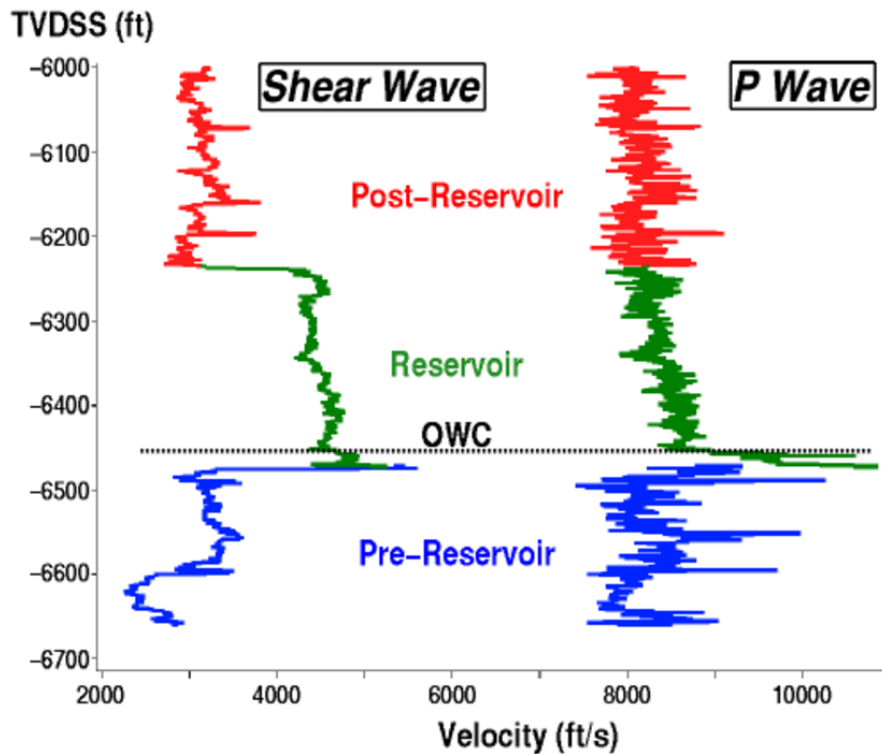 TVDSS (ft)
Shear Wave
P Wave
−6000
−6100
−6200
−6300
−6400
−6500
−6600
−6700
Post−Reservoir
Reservoir
OWC
Pre−Reservoir
2000 4000 6000 8000 10000
Velocity (ft/s)